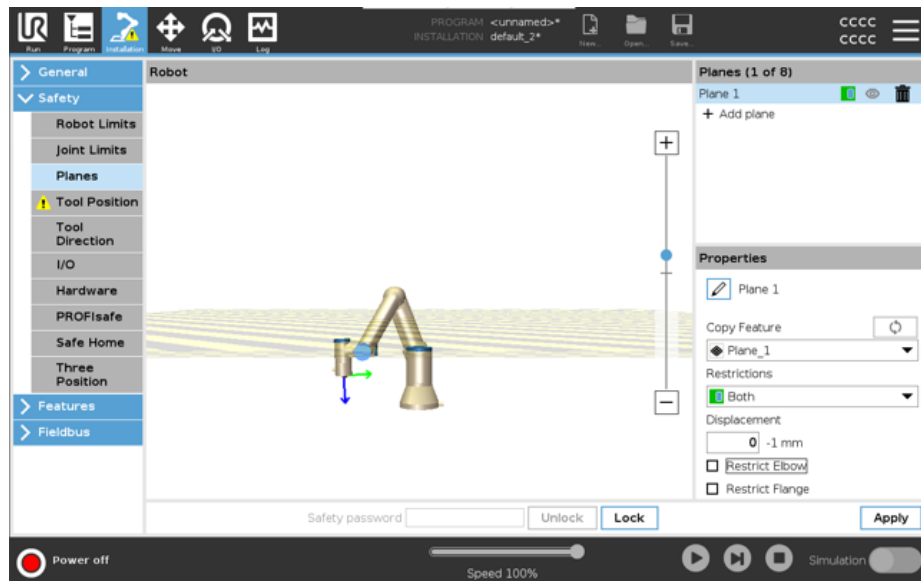 UR
PROGRAM <unnamed>*
INSTALLATION default_2*
Run
Program
Installation
Move
I/O
Log
New...
Open...
Save...
CCCC
CCCC
General
Safety
Robot Limits
Joint Limits
Planes
Tool Position
Tool
Direction
I/O
Hardware
PROFIsafe
Safe Home
Three
Position
Features
Fieldbus
Robot
Planes (1 of 8)
Plane 1
+ Add plane
Properties
Plane 1
Copy Feature
Plane_1
Restrictions
Both
Displacement
0 -1 mm
Restrict Elbow
Restrict Flange
Safety password
Unlock
Lock
Apply
Power off
Speed 100%
Simulation